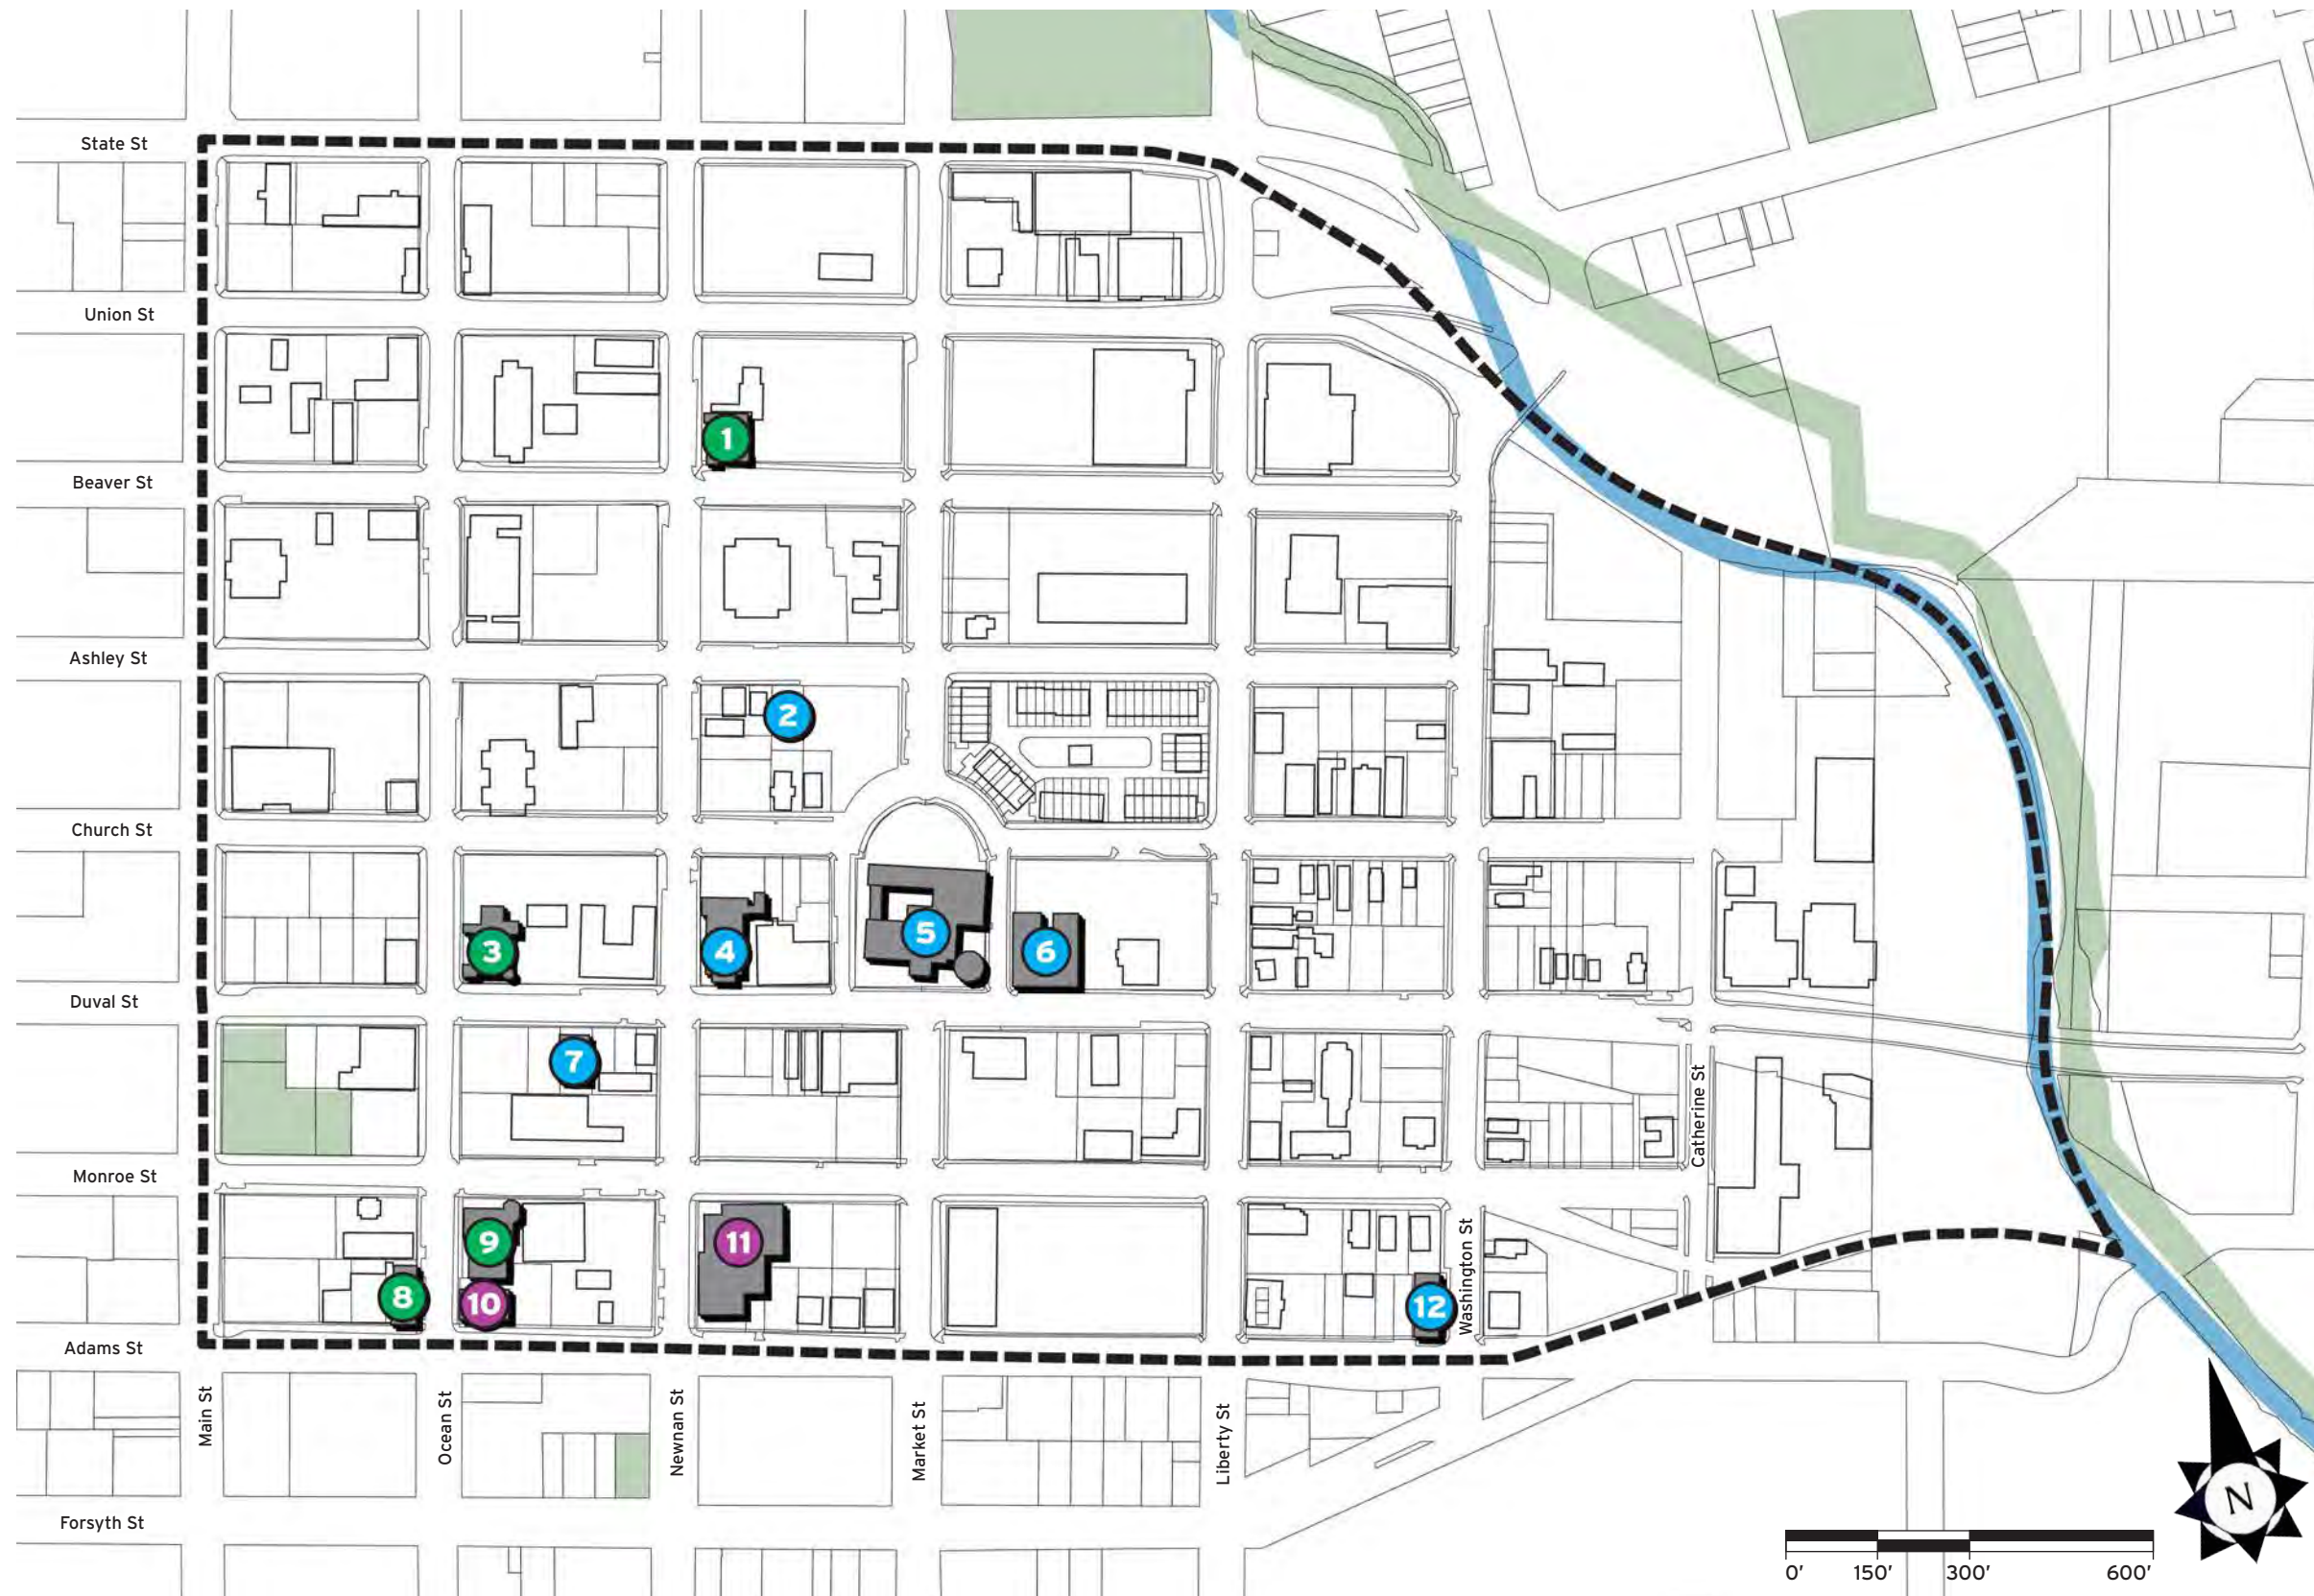 State St
Union St
1
Beaver St
Ashley St
2
Church St
3
4
5
6
Duval St
7
Catherine St
Monroe St
Washington St
9
11
8
10
12
Adams St
Main St
Ocean St
Newnan St
Market St
Liberty St
N
Forsyth St
0' 150' 300' 600'